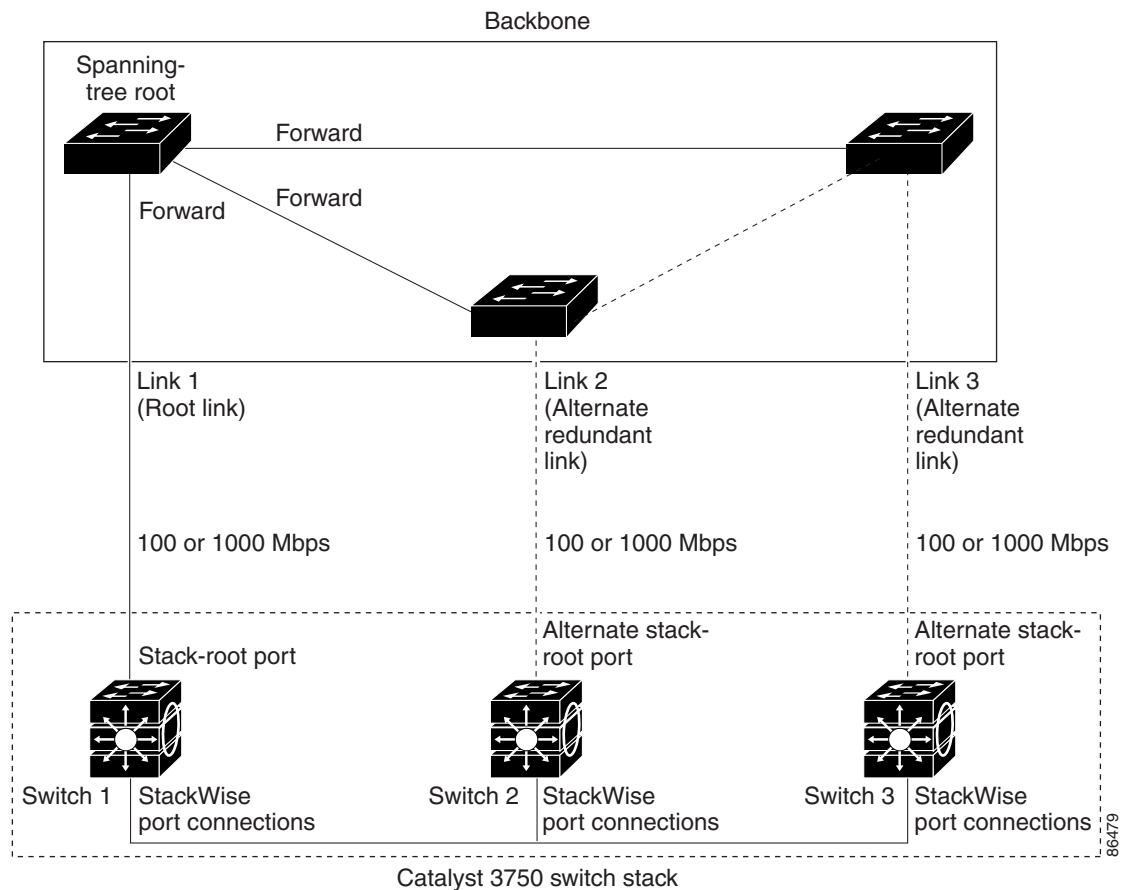 Backbone
Spanning-
tree root
Forward
Forward
Forward
Link 1
(Root link)
Link 2
(Alternate
redundant
link)
Link 3
(Alternate
redundant
link)
100 or 1000 Mbps
100 or 1000 Mbps
100 or 1000 Mbps
Stack-root port
Alternate stack-
root port
Alternate stack-
root port
Switch 1
StackWise
port connections
Switch 2
StackWise
port connections
Switch 3
StackWise
port connections
86479
Catalyst 3750 switch stack